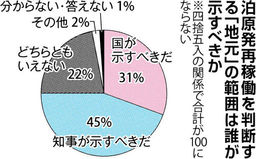 泊原発再稼働を判断す
る「地元」の範囲は誰が
示すべきか
※四捨五入の関係で合計が100に
ならない
分からない・答えない 1%
その他 2%
どちらとも
いえない
22%
国が
示すべきだ
31%
45%
知事が示すべきだ